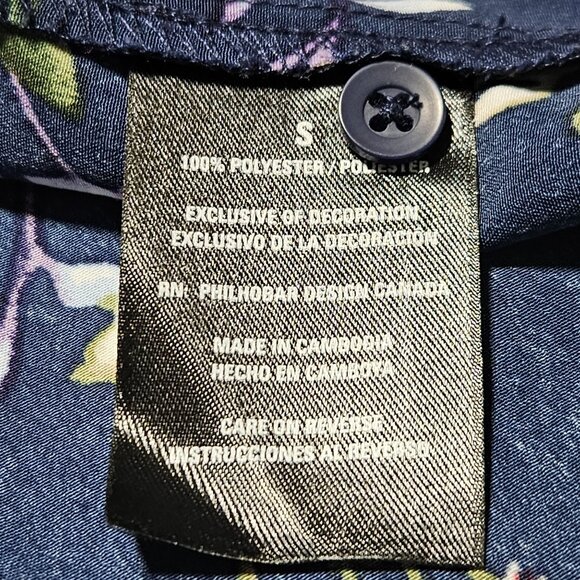 S
100% POLYESTER / POLIESTER
EXCLUSIVE OF DECORATION
EXCLUSIVO DE LA DECORACIÓN
RN: PHILHOBAR DESIGN CANADA
MADE IN CAMBODIA
HECHO EN CAMBOYA
CARE ON REVERSE
INSTRUCCIONES AL REVERSO